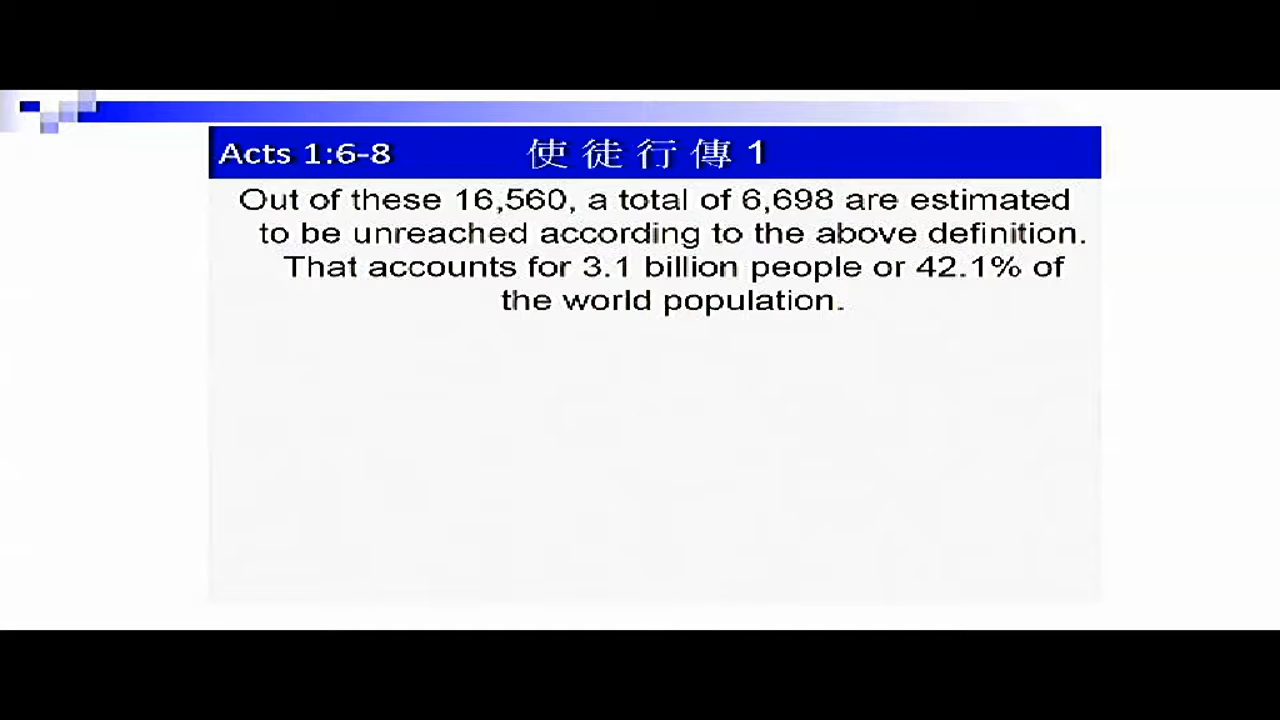 Acts 1:6-8 使徒行傳 1
Out of these 16,560, a total of 6,698 are estimated
to be unreached according to the above definition.
That accounts for 3.1 billion people or 42.1% of
the world population.